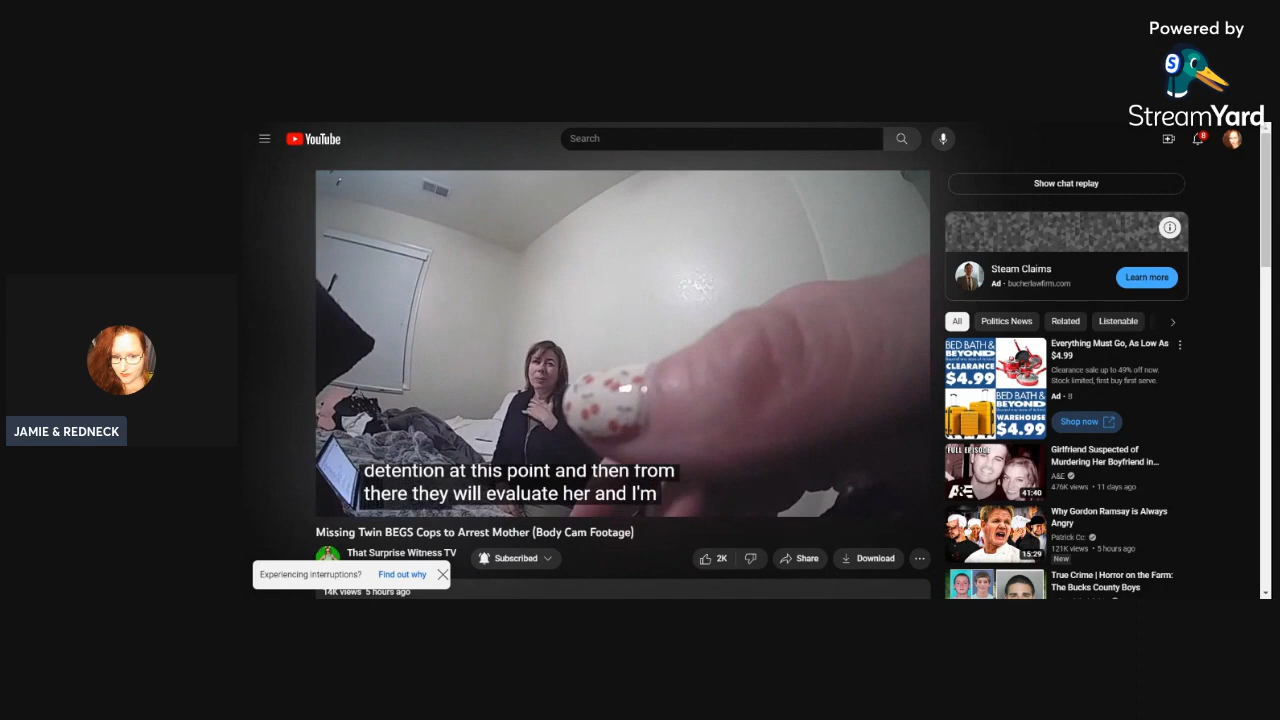 Powered by
StreamYard
YouTube
Search
8
Show chat replay
Steam Claims
Ad · bucherlawfirm.com
Learn more
All
Politics News
Related
Listenable
BED BATH &
BEYOND
CLEARANCE
$4.99
BED BATH &
BEYOND
WAREHOUSE
$4.99
Everything Must Go, As Low As
$4.99
Clearance sale up to 49% off now.
Stock limited, first buy first serve.
Ad · B
Shop now
FULL EPISODE
A&E
41:40
Girlfriend Suspected of
Murdering Her Boyfriend in...
A&E
476K views • 11 days ago
15:29
Why Gordon Ramsay is Always
Angry
Patrick Cc:
121K views • 5 hours ago
New
True Crime | Horror on the Farm:
The Bucks County Boys
JAMIE & REDNECK
detention at this point and then from
there they will evaluate her and I'm
Missing Twin BEGS Cops to Arrest Mother (Body Cam Footage)
That Surprise Witness TV
Subscribed
2K
Share
Download
Experiencing interruptions?
Find out why
14K views 5 hours ago